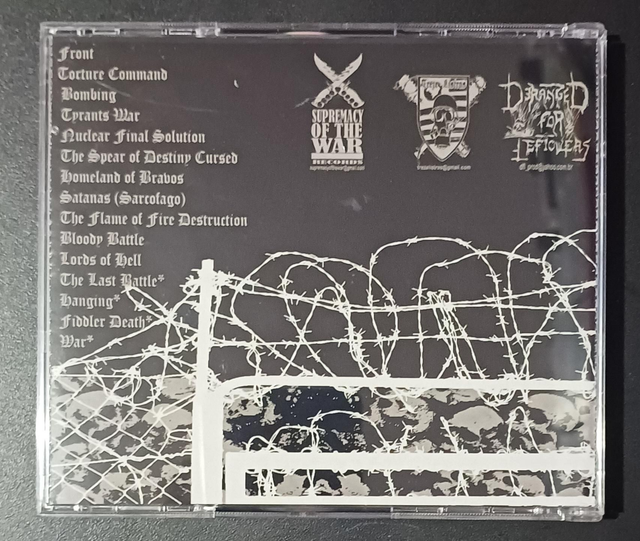 Front
Torture Command
Bombing
Tyrants War
Nuclear Final Solution
The Spear of Destiny Cursed
Homeland of Brabos
Satanas (Sarcofago)
The Flame of Fire Destruction
Bloody Battle
Lords of Hell
The Last Battle*
Hanging*
Fiddler Death*
War*
SUPREMACY
OF THE
WAR
RECORDS
DERANGED
FOR
LEFTOVERS